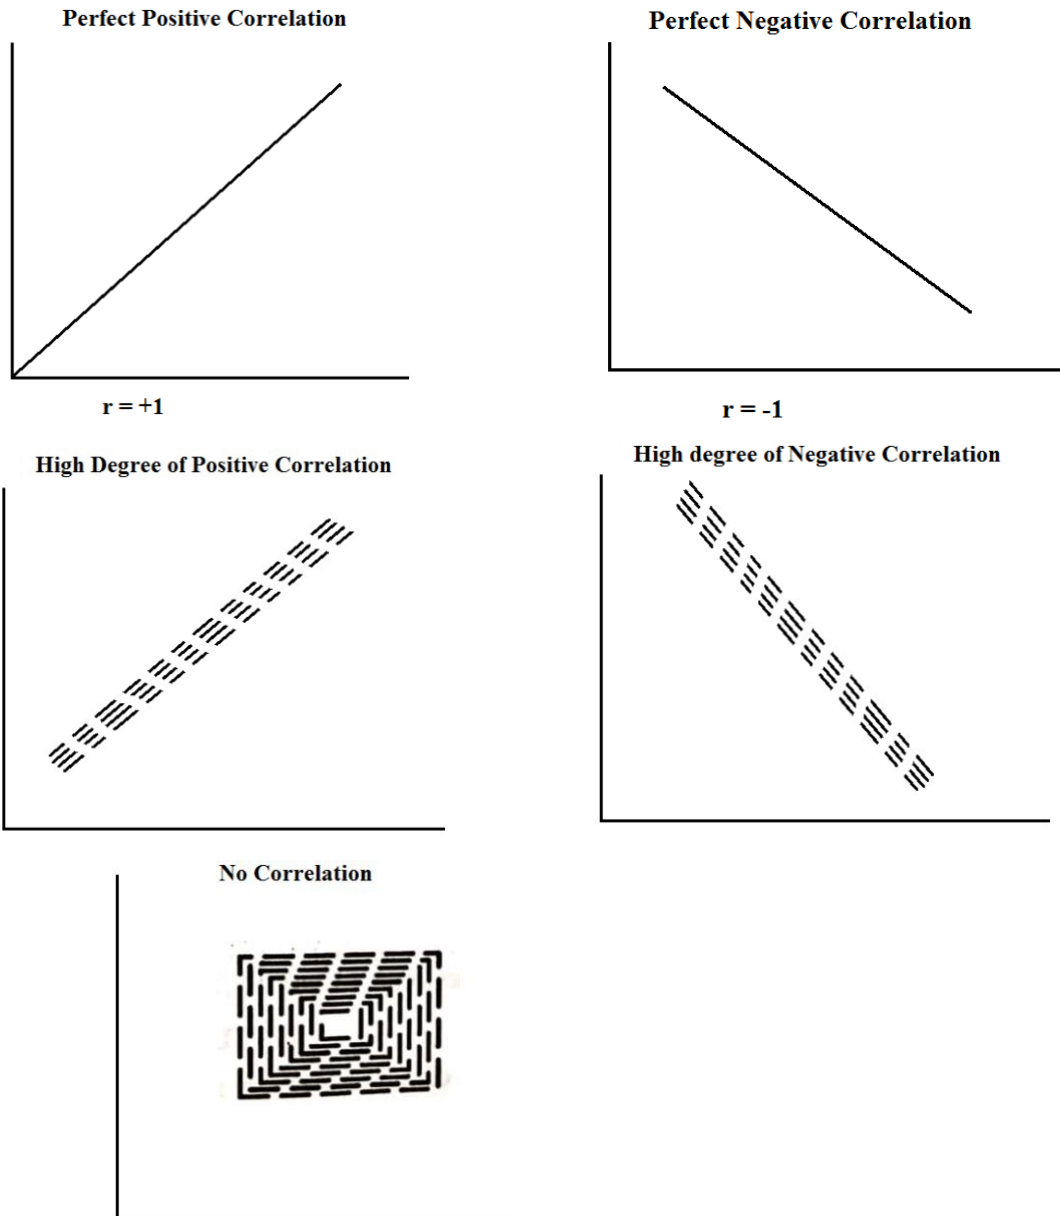 Perfect Positive Correlation
Perfect Negative Correlation
r = +1
r = -1
High Degree of Positive Correlation
High degree of Negative Correlation
No Correlation